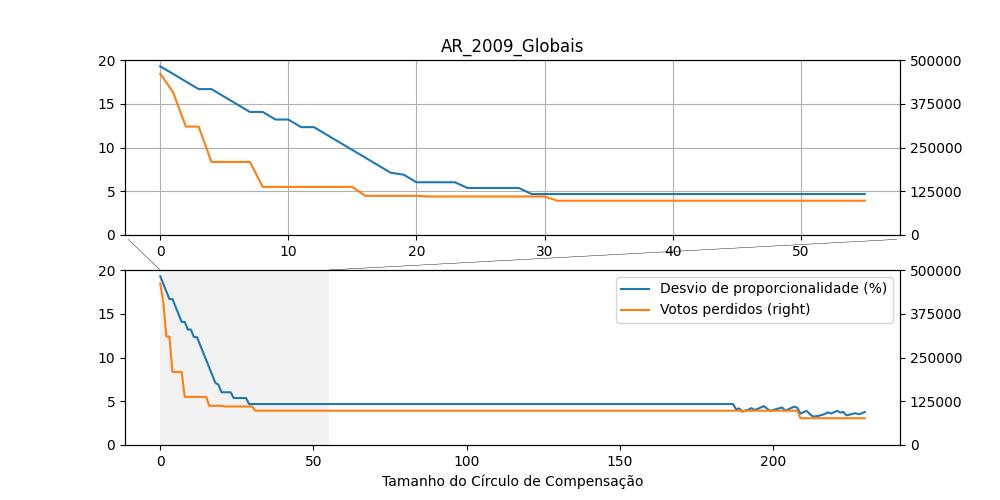 AR_2009_Globais
20 500000
15 375000
10 250000
5 125000
0 0
0 10 20 30 40 50
20 500000
Desvio de proporcionalidade (%)
15 375000
Votos perdidos (right)
10 250000
5 125000
0 0
0 50 100 150 200
Tamanho do Círculo de Compensação